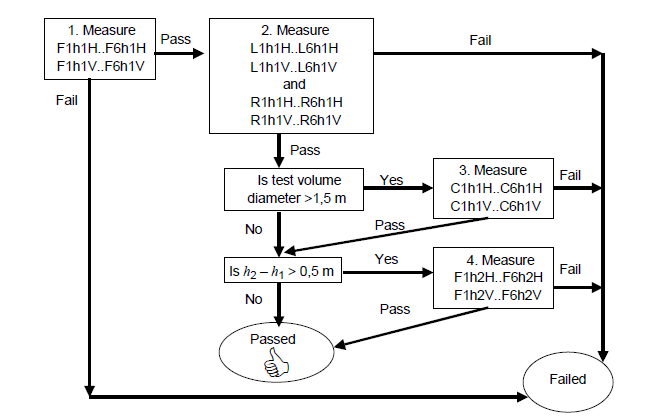 1. Measure
F1h1H..F6h1H
F1h1V..F6h1V
Pass
2. Measure
L1h1H..L6h1H
L1h1V..L6h1V
and
R1h1H..R6h1H
R1h1V..R6h1V
Fail
Fail
Pass
Is test volume
diameter >1,5 m
Yes
3. Measure
C1h1H..C6h1H
C1h1V..C6h1V
Fail
No
Pass
Is h₂ – h₁ > 0,5 m
Yes
4. Measure
F1h2H..F6h2H
F1h2V..F6h2V
Fail
No
Pass
Passed
Failed